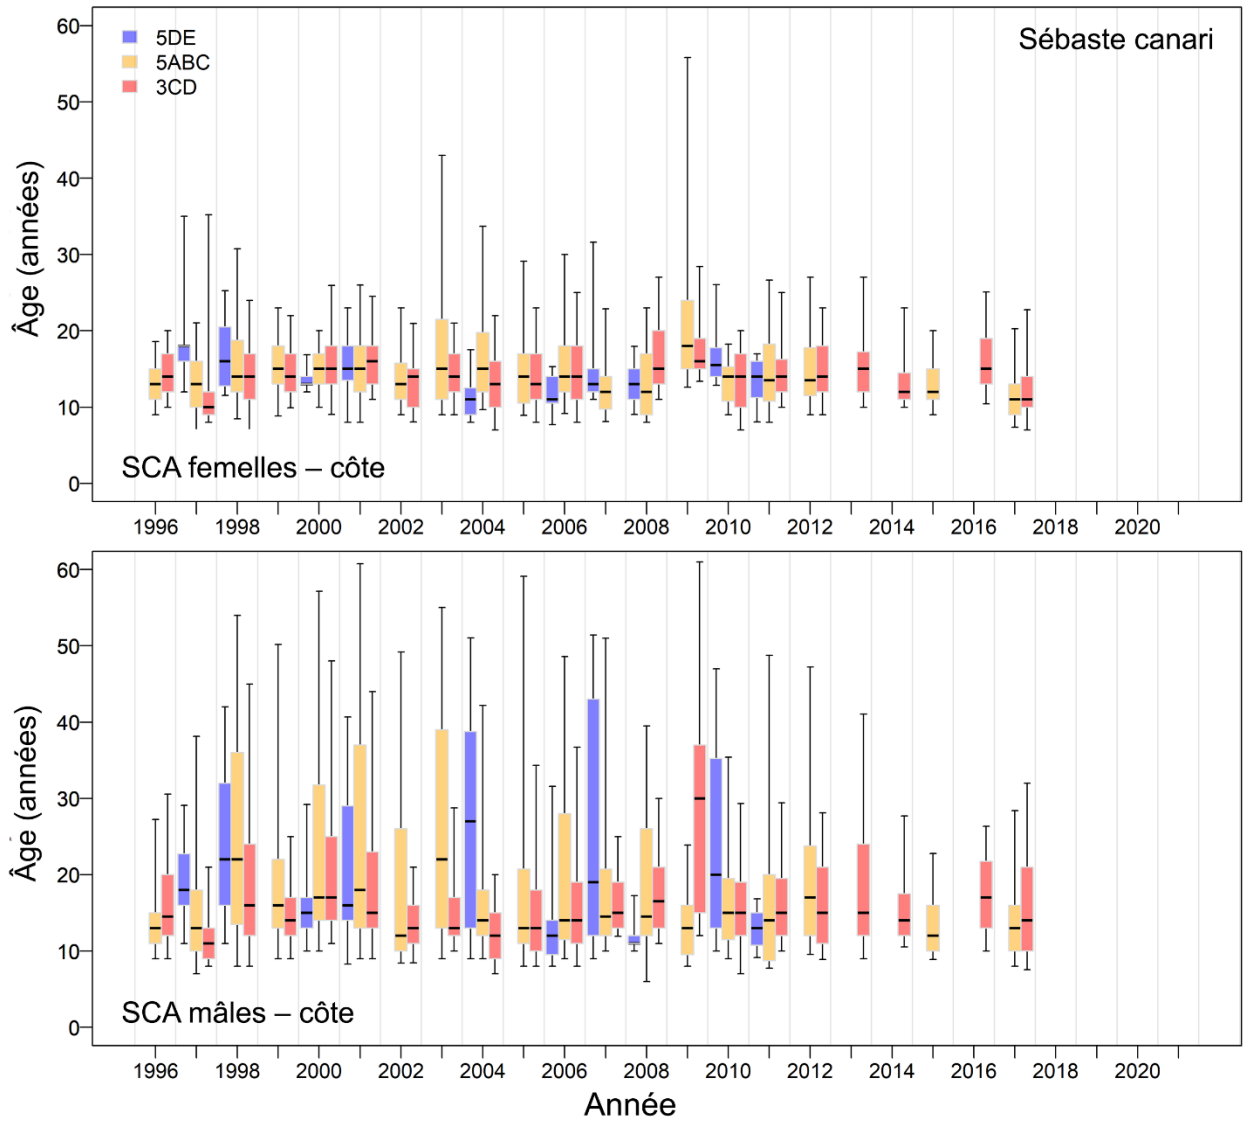 Sébaste canari
5DE
5ABC
3CD
Âge (années)
60
50
40
30
20
10
0
SCA femelles – côte
1996 1998 2000 2002 2004 2006 2008 2010 2012 2014 2016 2018 2020
Âge (années)
60
50
40
30
20
10
0
SCA mâles – côte
1996 1998 2000 2002 2004 2006 2008 2010 2012 2014 2016 2018 2020
Année